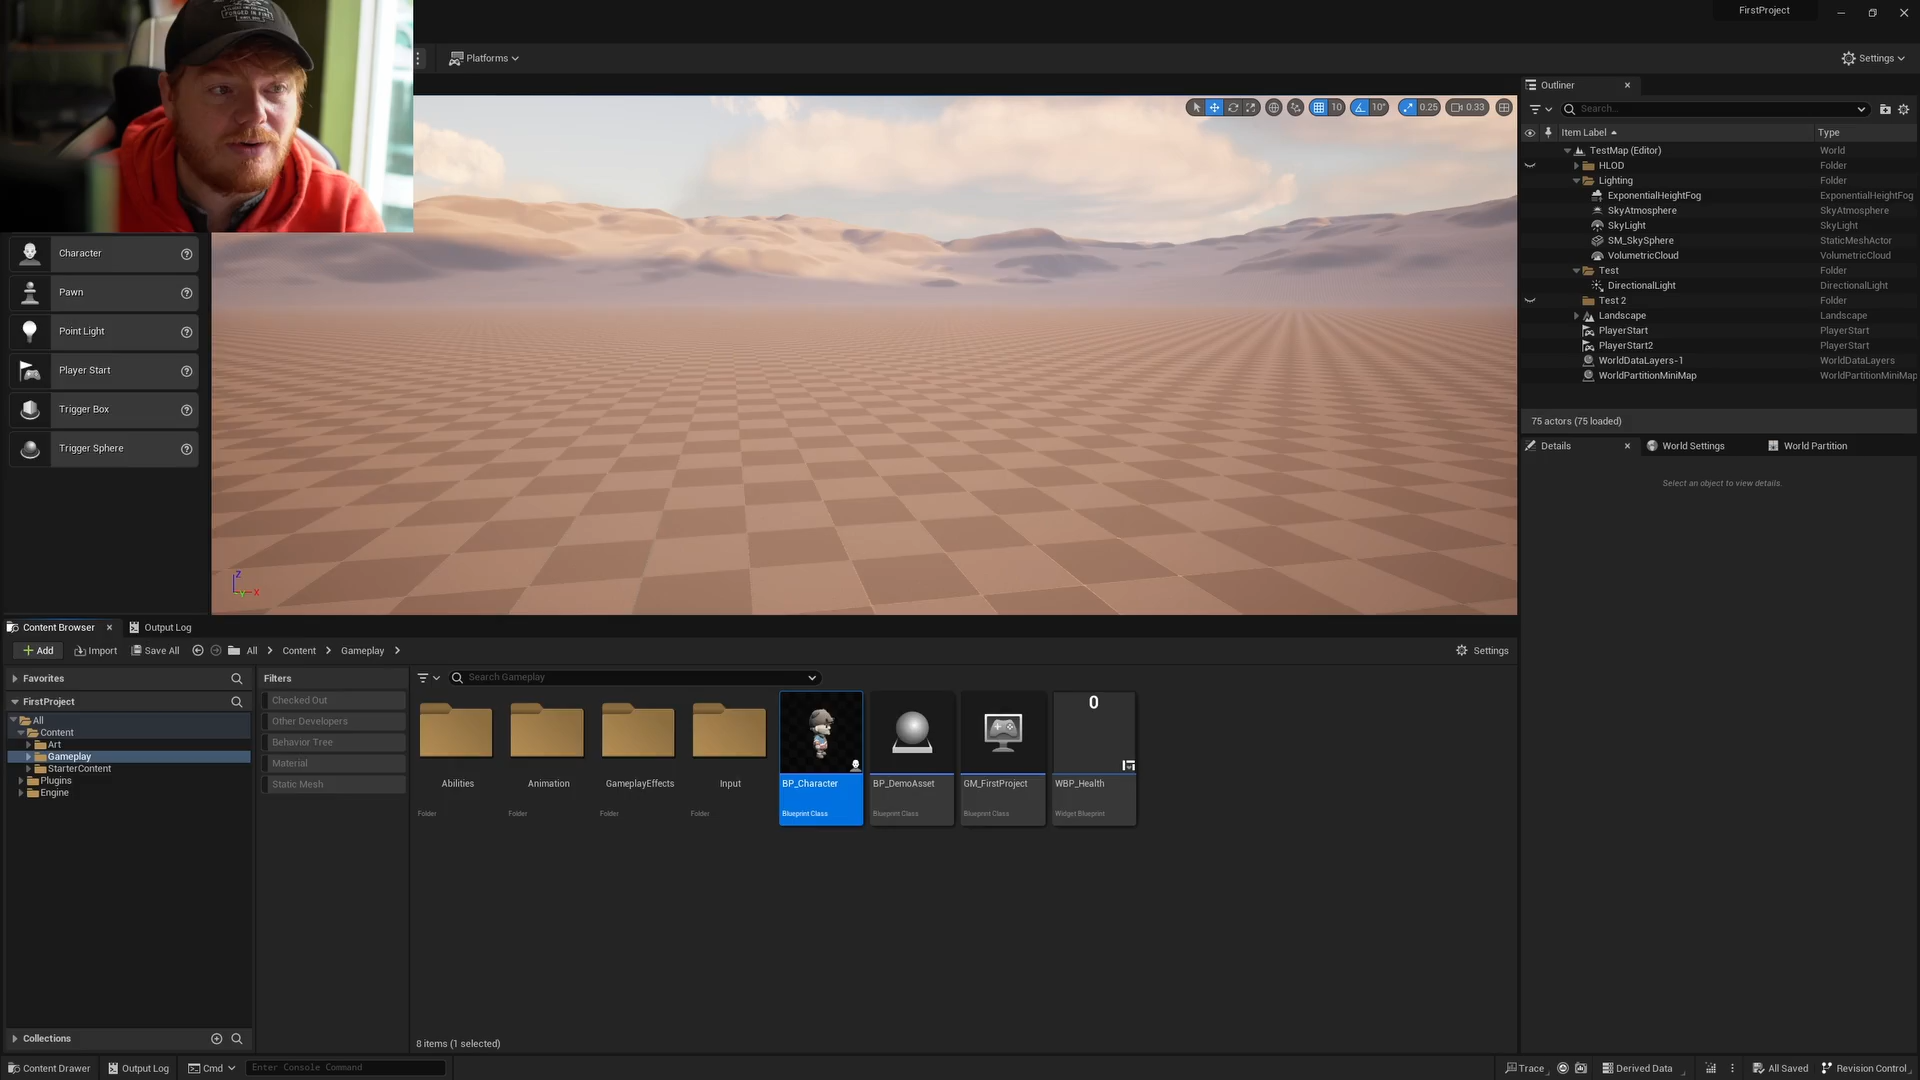 FirstProject
Platforms
Settings
Character
Pawn
Point Light
Player Start
Trigger Box
Trigger Sphere
10
10°
0.25
0.33
Z
Y
X
Outliner
Search...
Item Label
Type
TestMap (Editor)
World
HLOD
Folder
Lighting
Folder
ExponentialHeightFog
ExponentialHeightFog
SkyAtmosphere
SkyAtmosphere
SkyLight
SkyLight
SM_SkySphere
StaticMeshActor
VolumetricCloud
VolumetricCloud
Test
Folder
DirectionalLight
DirectionalLight
Test 2
Folder
Landscape
Landscape
PlayerStart
PlayerStart
PlayerStart2
PlayerStart
WorldDataLayers-1
WorldDataLayers
WorldPartitionMiniMap
WorldPartitionMiniMap
75 actors (75 loaded)
Details
World Settings
World Partition
Select an object to view details.
Content Browser
Output Log
Add
Import
Save All
All
Content
Gameplay
Settings
Favorites
FirstProject
All
Content
Art
Gameplay
StarterContent
Plugins
Engine
Collections
Filters
Checked Out
Other Developers
Behavior Tree
Material
Static Mesh
Search Gameplay
Abilities
Folder
Animation
Folder
GameplayEffects
Folder
Input
Folder
BP_Character
Blueprint Class
BP_DemoAsset
Blueprint Class
GM_FirstProject
Blueprint Class
0
WBP_Health
Widget Blueprint
8 items (1 selected)
Content Drawer
Output Log
Cmd
Enter Console Command
Trace
Derived Data
All Saved
Revision Control